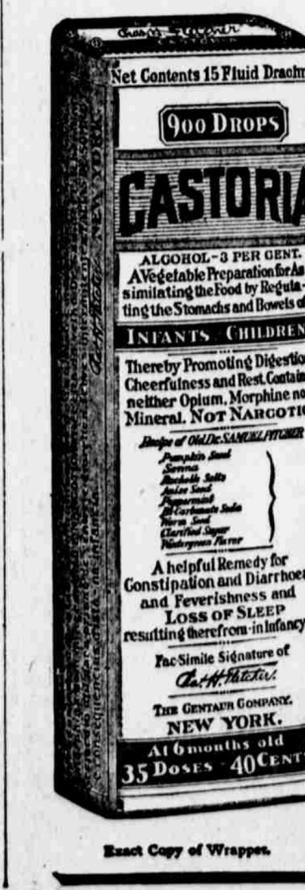 Net Contents 15 Fluid Drachm
900 DROPS
CASTORIA
ALCOHOL-3 PER CENT.
AVegetable Preparation for As
similating the Food by Regula-
ting the Stomachs and Bowels of
INFANTS CHILDREN
Thereby Promoting Digestion
Cheerfulness and Rest. Contain
neither Opium, Morphine no
Mineral. NOT NARCOTIC
Recipe of Old Dr. SAMUEL PITCHER
Pumpkin Seed
Senna
Rochelle Salts
Anise Seed
Peppermint
Bi-Carbonate Soda
Worm Seed
Clarified Sugar
Wintergreen Flavor
A helpful Remedy for
Constipation and Diarrhoea
and Feverishness and
LOSS OF SLEEP
resulting therefrom-in Infancy
Fac-Simile Signature of
Chas. H. Fletcher.
THE CENTAUR COMPANY.
NEW YORK.
At 6 months old
35 DOSES - 40 CENT
Exact Copy of Wrapper.